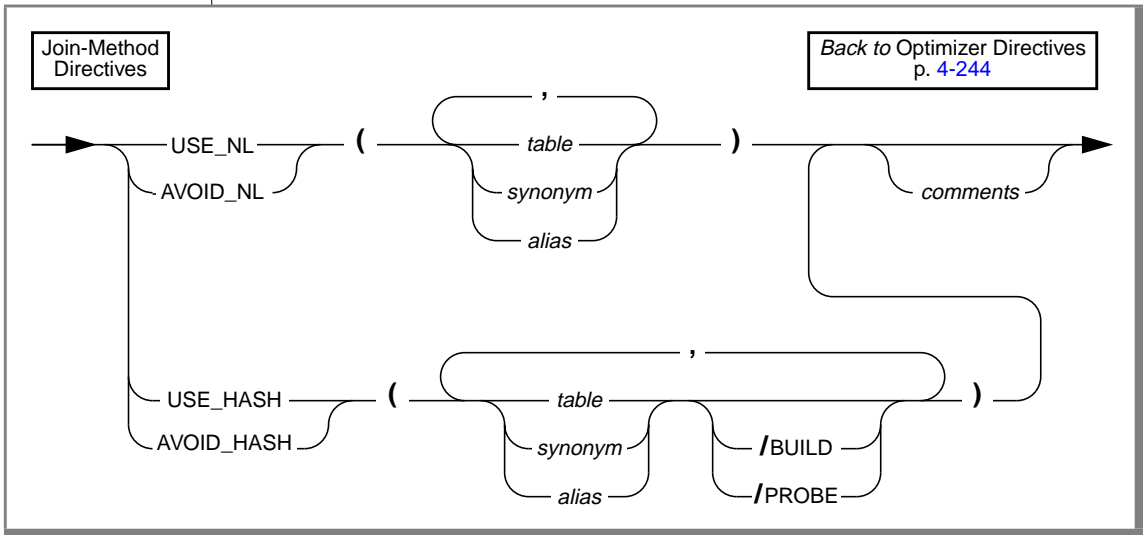 Join-Method
Directives
Back to Optimizer Directives
p. 4-244
,
USE_NL ( table )
AVOID_NL synonym comments
alias
,
USE_HASH ( table )
AVOID_HASH synonym /BUILD
alias /PROBE